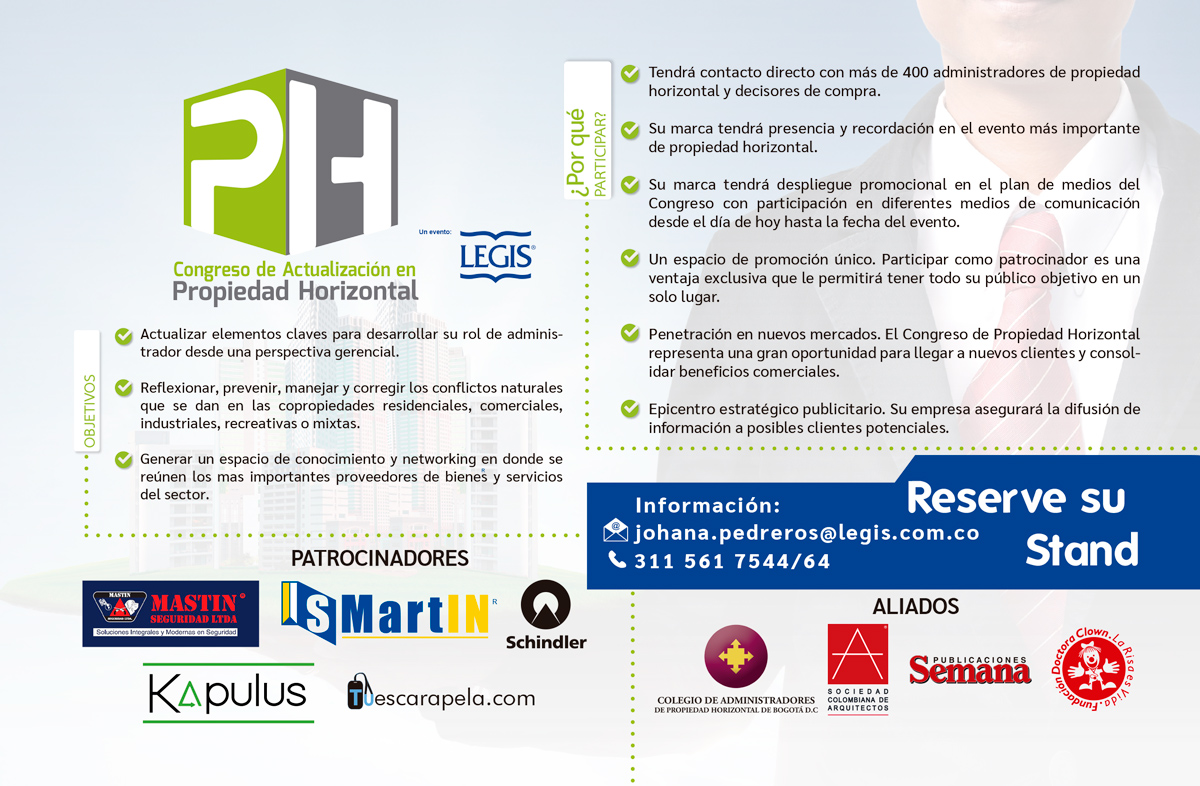 PH
Congreso de Actualización en
Propiedad Horizontal
Un evento:
LEGIS®
OBJETIVOS
Actualizar elementos claves para desarrollar su rol de adminis-
trador desde una perspectiva gerencial.
Reflexionar, prevenir, manejar y corregir los conflictos naturales
que se dan en las copropiedades residenciales, comerciales,
industriales, recreativas o mixtas.
Generar un espacio de conocimiento y networking en donde se
reúnen los mas importantes proveedores de bienes y servicios
del sector.
¿Por qué
PARTICIPAR?
Tendrá contacto directo con más de 400 administradores de propiedad
horizontal y decisores de compra.
Su marca tendrá presencia y recordación en el evento más importante
de propiedad horizontal.
Su marca tendrá despliegue promocional en el plan de medios del
Congreso con participación en diferentes medios de comunicación
desde el día de hoy hasta la fecha del evento.
Un espacio de promoción único. Participar como patrocinador es una
ventaja exclusiva que le permitirá tener todo su público objetivo en un
solo lugar.
Penetración en nuevos mercados. El Congreso de Propiedad Horizontal
representa una gran oportunidad para llegar a nuevos clientes y consol-
idar beneficios comerciales.
Epicentro estratégico publicitario. Su empresa asegurará la difusión de
información a posibles clientes potenciales.
Información:
johana.pedreros@legis.com.co
311 561 7544/64
Reserve su
Stand
PATROCINADORES
MASTIN
MASTIN®
SEGURIDAD LTDA
Soluciones Integrales y Modernas en Seguridad
ISMartIN®
Schindler
Kapulus
Tuescarapela.com
ALIADOS
COLEGIO DE ADMINISTRADORES
DE PROPIEDAD HORIZONTAL DE BOGOTÁ D.C
A
SOCIEDAD
COLOMBIANA DE
ARQUITECTOS
PUBLICACIONES
Semana
Fundación Doctora Clown. La Risa es Vida.